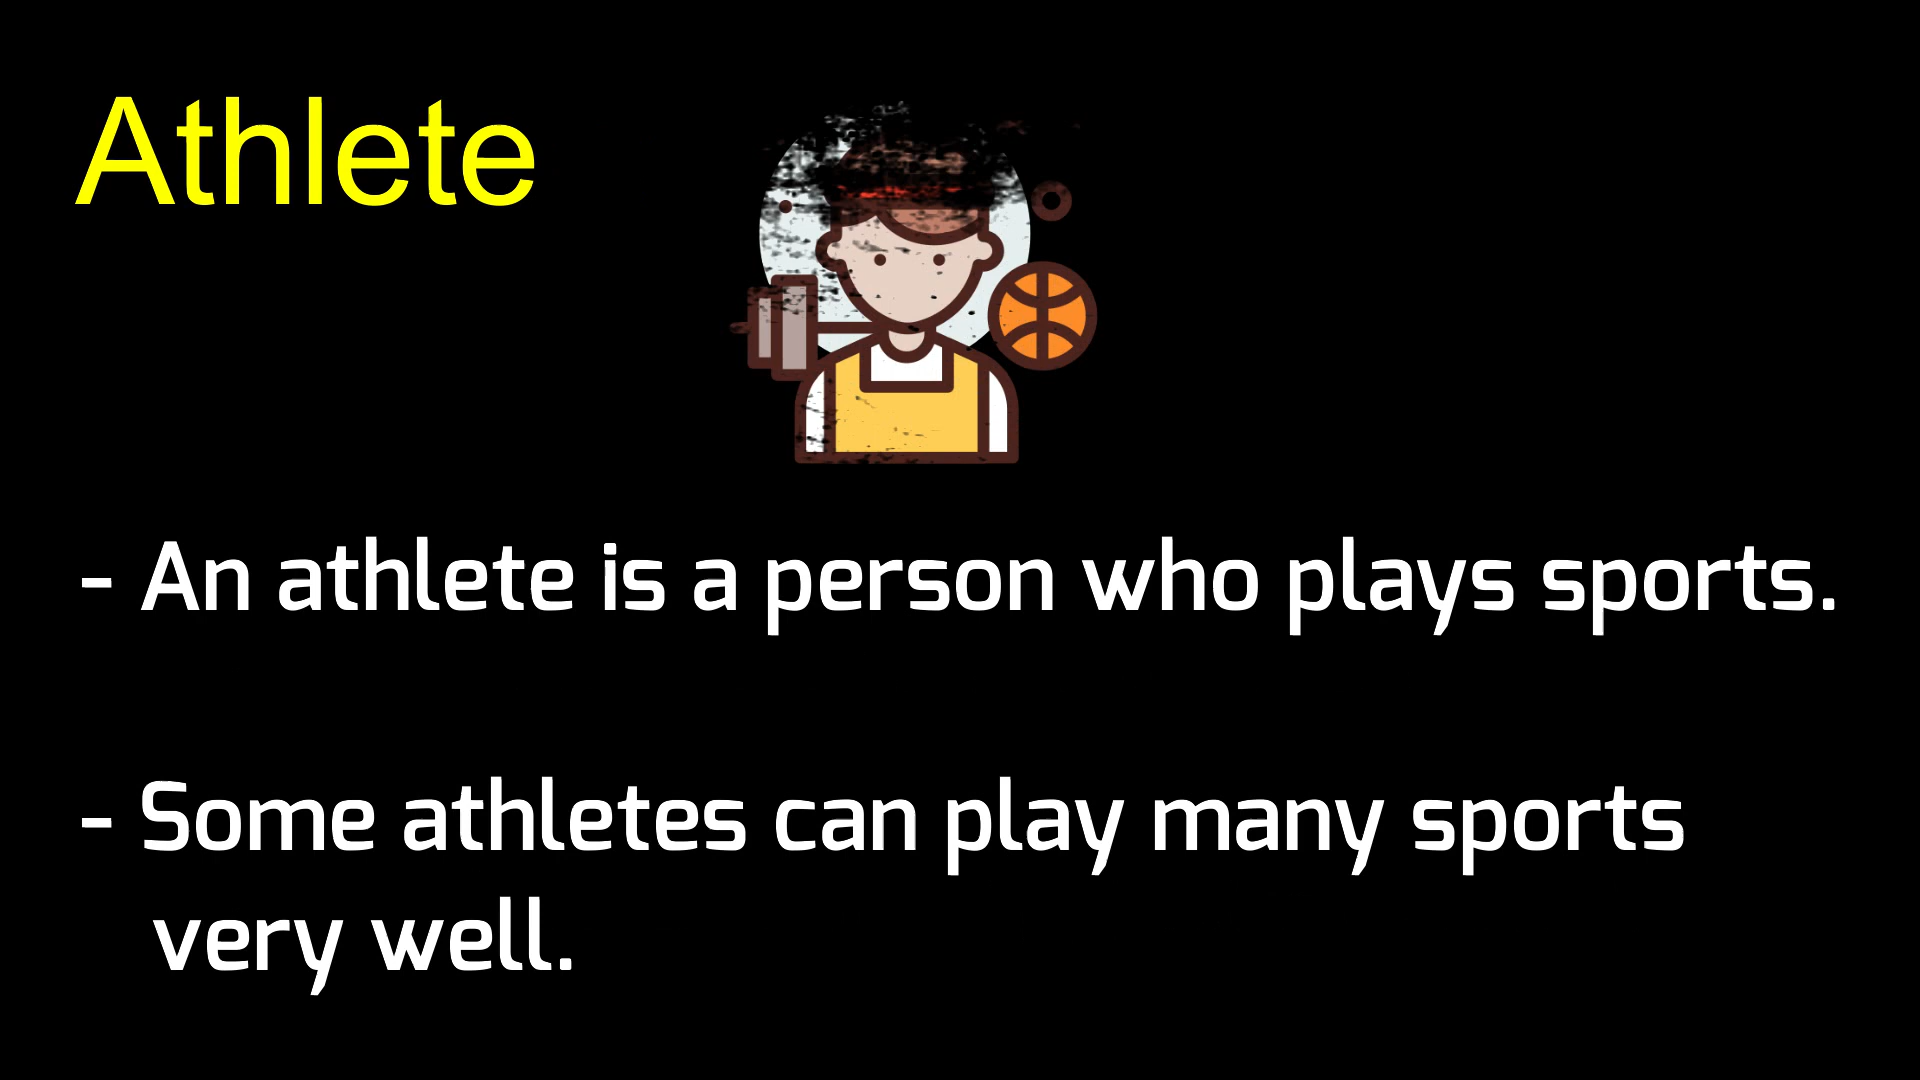 Athlete
- An athlete is a person who plays sports.
- Some athletes can play many sports
very well.